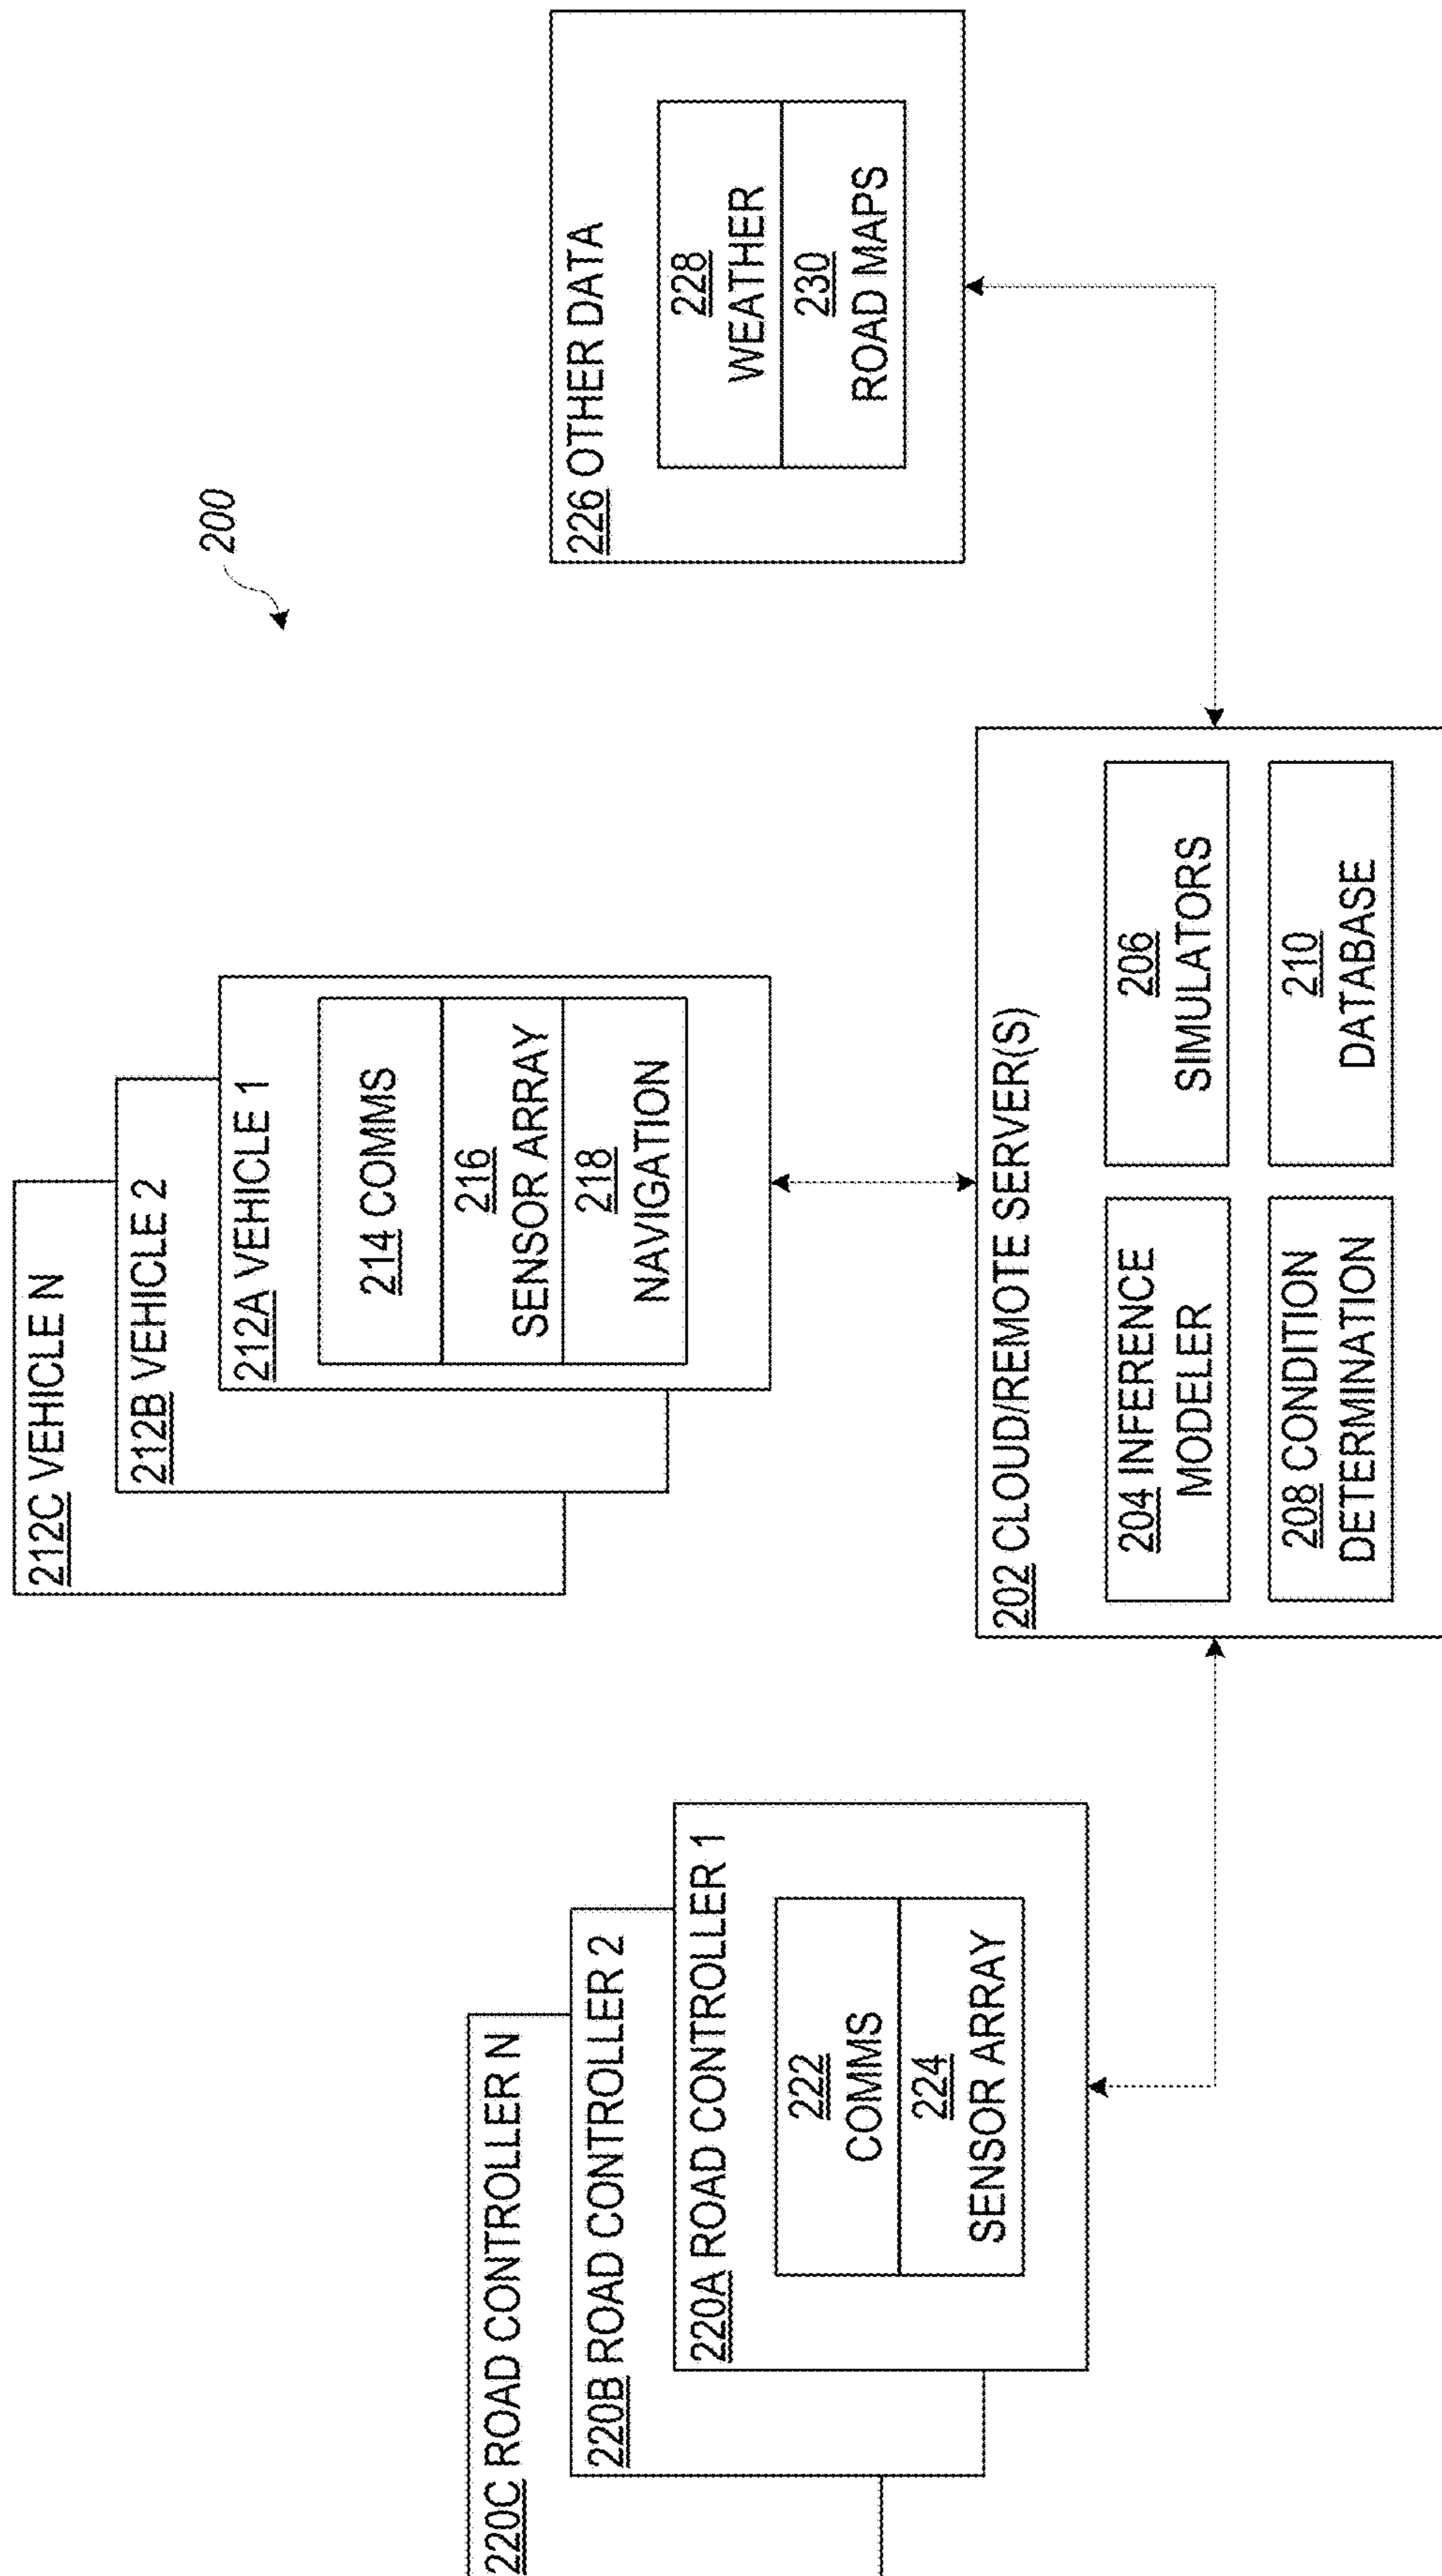 200
212C VEHICLE N
212B VEHICLE 2
212A VEHICLE 1
214 COMMS
216
SENSOR ARRAY
218
NAVIGATION
220C ROAD CONTROLLER N
220B ROAD CONTROLLER 2
220A ROAD CONTROLLER 1
222
COMMS
224
SENSOR ARRAY
226 OTHER DATA
228
WEATHER
230
ROAD MAPS
202 CLOUD/REMOTE SERVER(S)
204 INFERENCE
MODELER
206
SIMULATORS
208 CONDITION
DETERMINATION
210
DATABASE